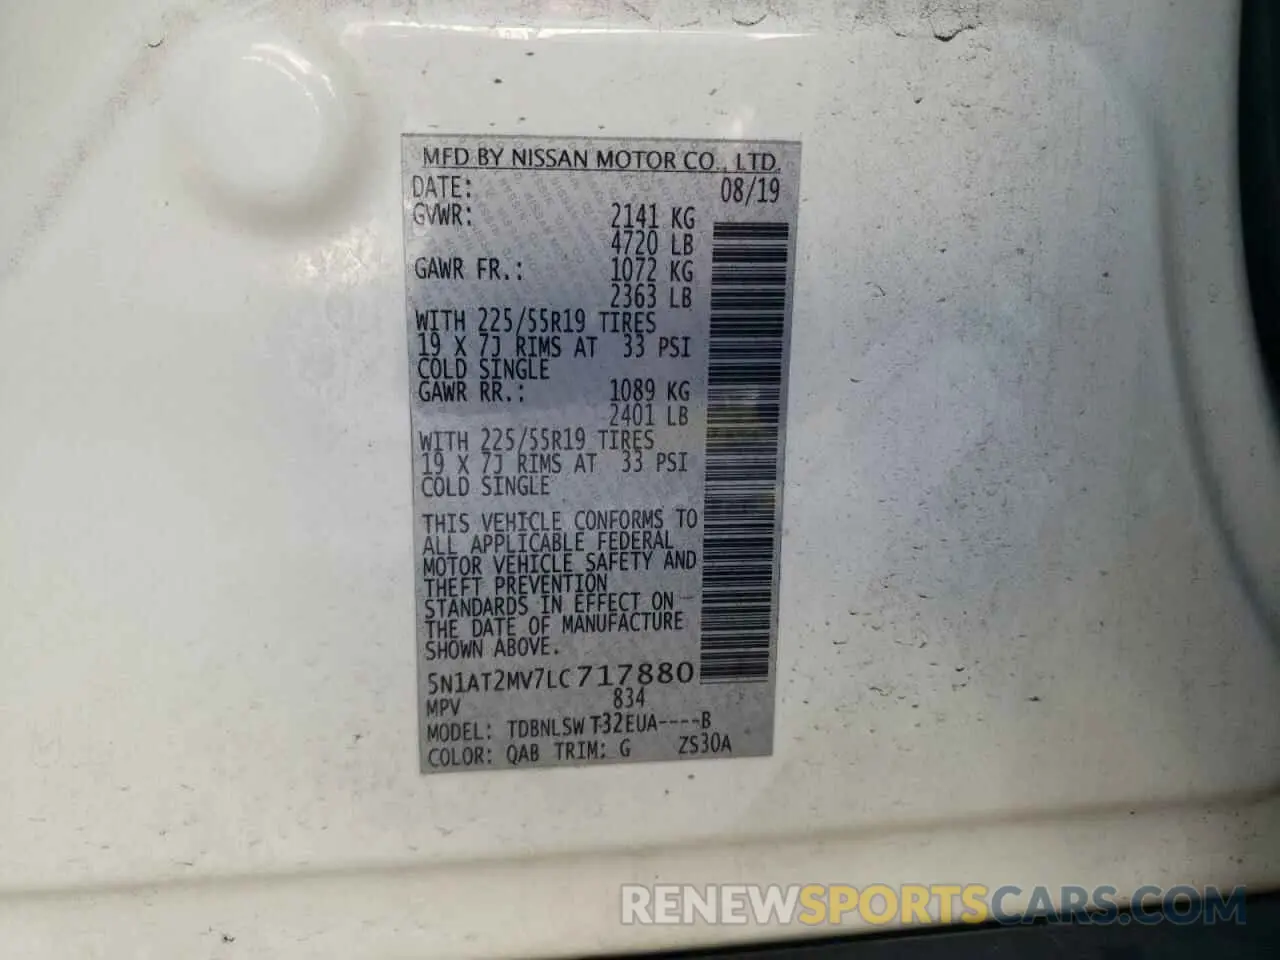 MFD BY NISSAN MOTOR CO., LTD.
DATE: 08/19
GVWR: 2141 KG
4720 LB
GAWR FR.: 1072 KG
2363 LB
WITH 225/55R19 TIRES
19 X 7J RIMS AT 33 PSI
COLD SINGLE
GAWR RR.: 1089 KG
2401 LB
WITH 225/55R19 TIRES
19 X 7J RIMS AT 33 PSI
COLD SINGLE
THIS VEHICLE CONFORMS TO
ALL APPLICABLE FEDERAL
MOTOR VEHICLE SAFETY AND
THEFT PREVENTION
STANDARDS IN EFFECT ON
THE DATE OF MANUFACTURE
SHOWN ABOVE.
5N1AT2MV7LC717880
MPV 834
MODEL: TDBNLSWT32EUA----B
COLOR: QAB TRIM: G ZS30A
RENEWSPORTSCARS.COM